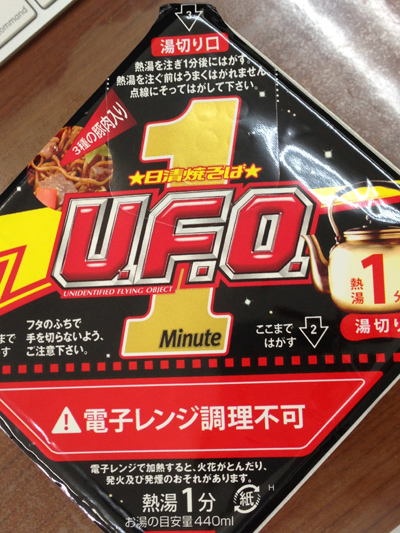 command
3
湯切り口
熱湯を注ぎ1分後にはがす。
熱湯を注ぐ前はうまくはがれません
点線にそってはがして下さい。
3種の豚肉入り
1
★日清焼そば★
U.F.O.
UNIDENTIFIED FLYING OBJECT
Minute
熱湯
1分
湯切り
フタのふちで
手を切らないよう、
ご注意下さい。
ここまで
はがす
2
電子レンジ調理不可
電子レンジで加熱すると、火花がとんだり、
発火及び発煙のおそれがあります。
熱湯1分
紙
H
お湯の目安量440ml